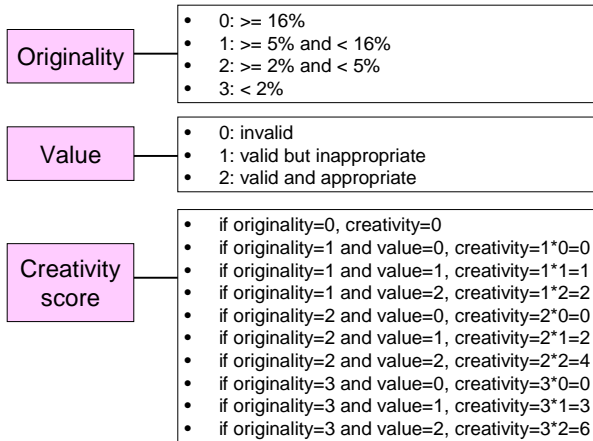 Originality
• 0: >= 16%
• 1: >= 5% and < 16%
• 2: >= 2% and < 5%
• 3: < 2%
Value
• 0: invalid
• 1: valid but inappropriate
• 2: valid and appropriate
Creativity
score
• if originality=0, creativity=0
• if originality=1 and value=0, creativity=1*0=0
• if originality=1 and value=1, creativity=1*1=1
• if originality=1 and value=2, creativity=1*2=2
• if originality=2 and value=0, creativity=2*0=0
• if originality=2 and value=1, creativity=2*1=2
• if originality=2 and value=2, creativity=2*2=4
• if originality=3 and value=0, creativity=3*0=0
• if originality=3 and value=1, creativity=3*1=3
• if originality=3 and value=2, creativity=3*2=6